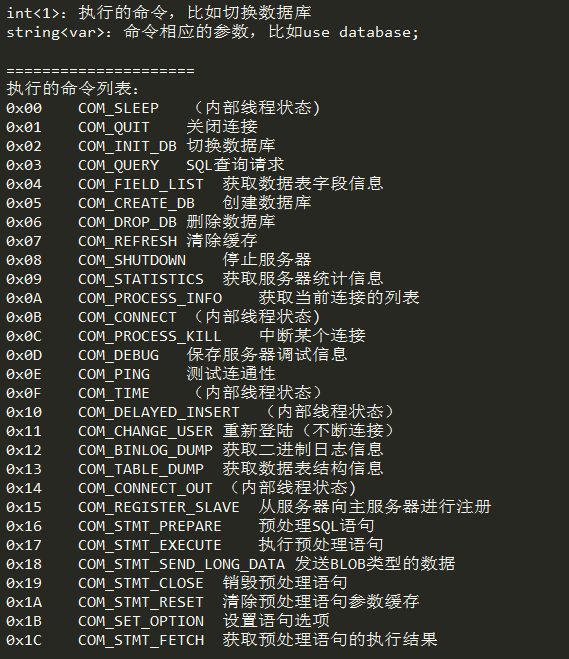 int<1>: 执行的命令，比如切换数据库
string<var>: 命令相应的参数，比如use database;
=====================
执行的命令列表：
0x00 COM_SLEEP （内部线程状态)
0x01 COM_QUIT 关闭连接
0x02 COM_INIT_DB 切换数据库
0x03 COM_QUERY SQL查询请求
0x04 COM_FIELD_LIST 获取数据表字段信息
0x05 COM_CREATE_DB 创建数据库
0x06 COM_DROP_DB 删除数据库
0x07 COM_REFRESH 清除缓存
0x08 COM_SHUTDOWN 停止服务器
0x09 COM_STATISTICS 获取服务器统计信息
0x0A COM_PROCESS_INFO 获取当前连接的列表
0x0B COM_CONNECT （内部线程状态)
0x0C COM_PROCESS_KILL 中断某个连接
0x0D COM_DEBUG 保存服务器调试信息
0x0E COM_PING 测试连通性
0x0F COM_TIME （内部线程状态）
0x10 COM_DELAYED_INSERT （内部线程状态）
0x11 COM_CHANGE_USER 重新登陆（不断连接）
0x12 COM_BINLOG_DUMP 获取二进制日志信息
0x13 COM_TABLE_DUMP 获取数据表结构信息
0x14 COM_CONNECT_OUT （内部线程状态)
0x15 COM_REGISTER_SLAVE 从服务器向主服务器进行注册
0x16 COM_STMT_PREPARE 预处理SQL语句
0x17 COM_STMT_EXECUTE 执行预处理语句
0x18 COM_STMT_SEND_LONG_DATA 发送BLOB类型的数据
0x19 COM_STMT_CLOSE 销毁预处理语句
0x1A COM_STMT_RESET 清除预处理语句参数缓存
0x1B COM_SET_OPTION 设置语句选项
0x1C COM_STMT_FETCH 获取预处理语句的执行结果